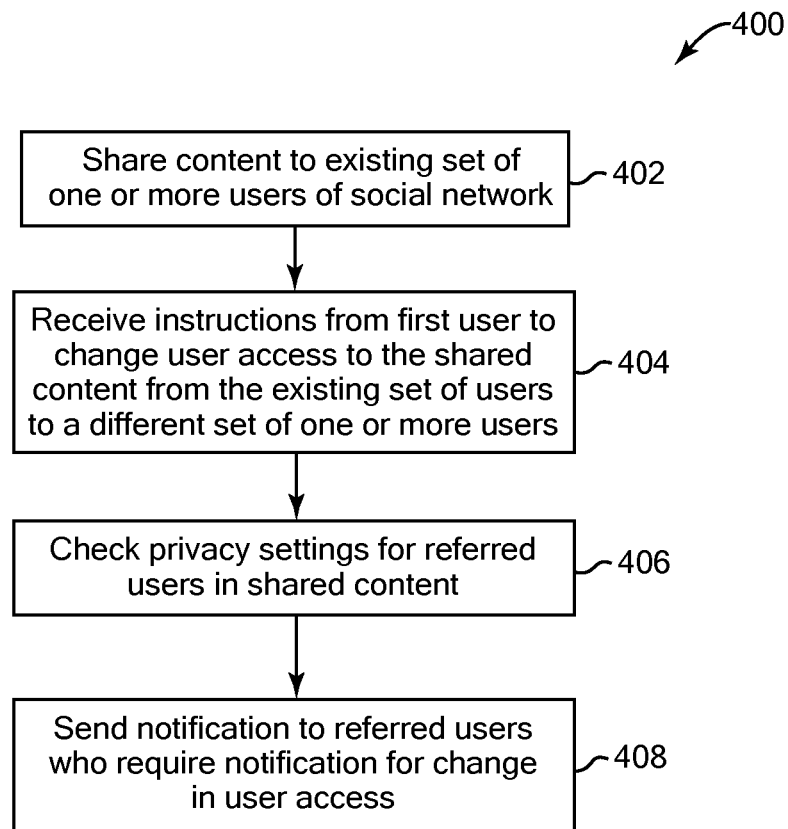 400
Share content to existing set of
one or more users of social network
402
Receive instructions from first user to
change user access to the shared
content from the existing set of users
to a different set of one or more users
404
Check privacy settings for referred
users in shared content
406
Send notification to referred users
who require notification for change
in user access
408